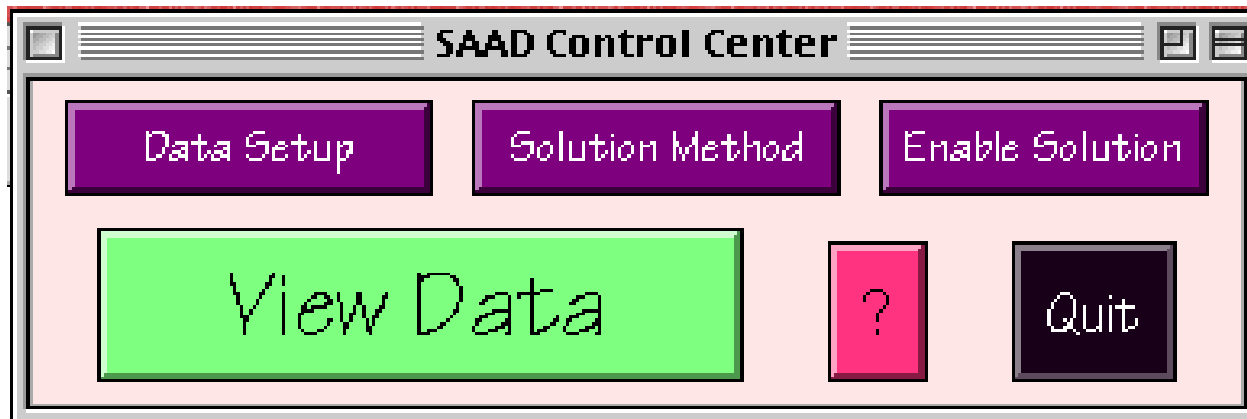 SAAD Control Center
Data Setup
Solution Method
Enable Solution
View Data
?
Quit